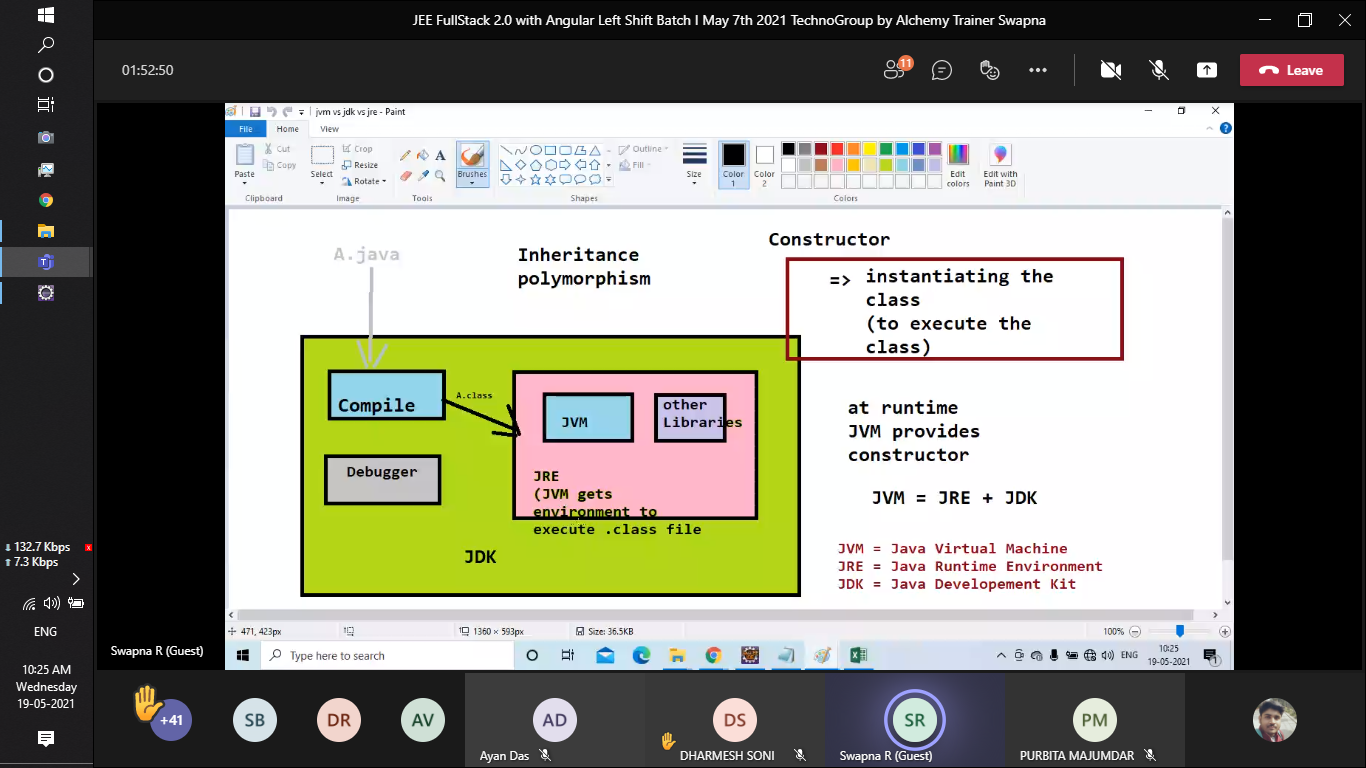 JEE FullStack 2.0 with Angular Left Shift Batch I May 7th 2021 TechnoGroup by Alchemy Trainer Swapna
01:52:50
11
Leave
jvm vs jdk vs jre - Paint
File Home View
Paste
Cut
Copy
Clipboard
Select
Crop
Resize
Rotate
Image
A
Tools
Brushes
Outline
Fill
Shapes
Size
Color 1
Color 2
Edit colors
Edit with Paint 3D
Colors
A.java
Inheritance
polymorphism
Constructor
=> instantiating the
class
(to execute the
class)
Compile
A.class
JVM
other
Libraries
Debugger
JRE
(JVM gets
environment to
execute .class file
JDK
at runtime
JVM provides
constructor
JVM = JRE + JDK
JVM = Java Virtual Machine
JRE = Java Runtime Environment
JDK = Java Developement Kit
471, 423px
1360 × 593px
Size: 36.5KB
100%
Type here to search
ENG
10:25
19-05-2021
1
Swapna R (Guest)
132.7 Kbps
7.3 Kbps
ENG
10:25 AM
Wednesday
19-05-2021
+41
SB
DR
AV
AD
Ayan Das
DS
DHARMESH SONI
SR
Swapna R (Guest)
PM
PURBITA MAJUMDAR